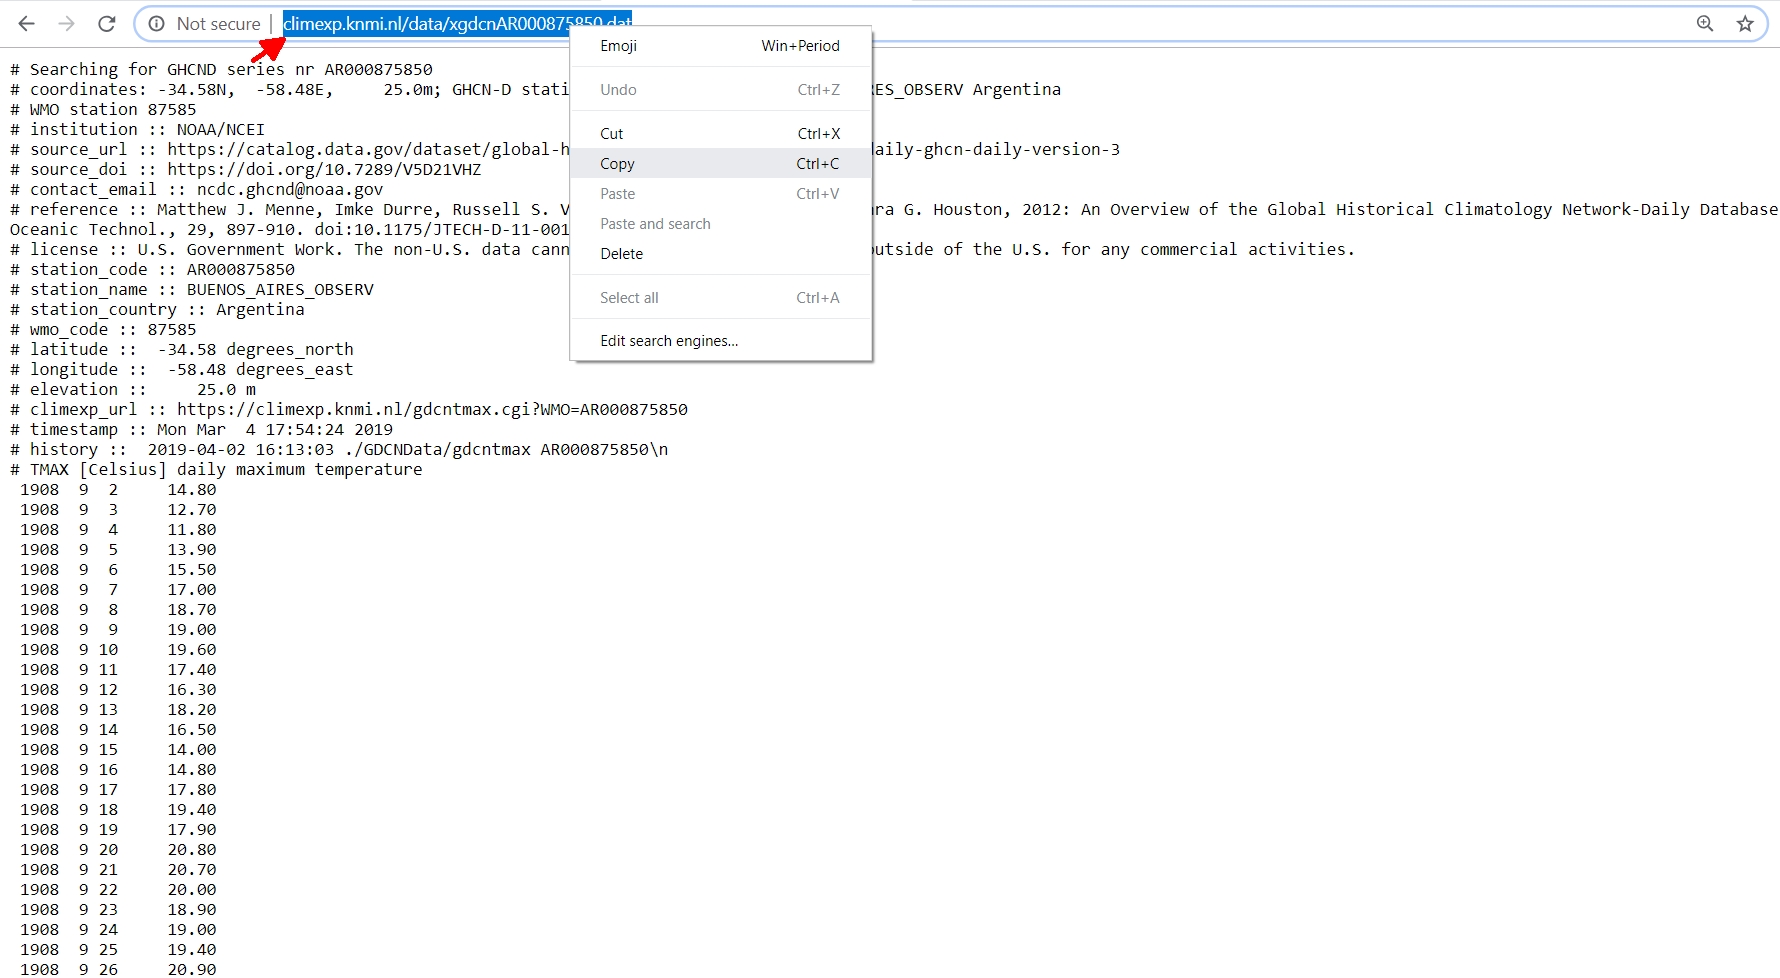 Not secure | climexp.knmi.nl/data/xgdcnAR000875850.dat
Emoji Win+Period
Undo Ctrl+Z
Cut Ctrl+X
Copy Ctrl+C
Paste Ctrl+V
Paste and search
Delete
Select all Ctrl+A
Edit search engines...
# Searching for GHCND series nr AR000875850
# coordinates: -34.58N, -58.48E, 25.0m; GHCN-D stati ES_OBSERV Argentina
# WMO station 87585
# institution :: NOAA/NCEI
# source_url :: https://catalog.data.gov/dataset/global-h daily-ghcn-daily-version-3
# source_doi :: https://doi.org/10.7289/V5D21VHZ
# contact_email :: ncdc.ghcnd@noaa.gov
# reference :: Matthew J. Menne, Imke Durre, Russell S. V ra G. Houston, 2012: An Overview of the Global Historical Climatology Network-Daily Database
Oceanic Technol., 29, 897-910. doi:10.1175/JTECH-D-11-001
# license :: U.S. Government Work. The non-U.S. data cann utside of the U.S. for any commercial activities.
# station_code :: AR000875850
# station_name :: BUENOS_AIRES_OBSERV
# station_country :: Argentina
# wmo_code :: 87585
# latitude :: -34.58 degrees_north
# longitude :: -58.48 degrees_east
# elevation :: 25.0 m
# climexp_url :: https://climexp.knmi.nl/gdcntmax.cgi?WMO=AR000875850
# timestamp :: Mon Mar 4 17:54:24 2019
# history :: 2019-04-02 16:13:03 ./GDCNData/gdcntmax AR000875850\n
# TMAX [Celsius] daily maximum temperature
1908 9 2 14.80
1908 9 3 12.70
1908 9 4 11.80
1908 9 5 13.90
1908 9 6 15.50
1908 9 7 17.00
1908 9 8 18.70
1908 9 9 19.00
1908 9 10 19.60
1908 9 11 17.40
1908 9 12 16.30
1908 9 13 18.20
1908 9 14 16.50
1908 9 15 14.00
1908 9 16 14.80
1908 9 17 17.80
1908 9 18 19.40
1908 9 19 17.90
1908 9 20 20.80
1908 9 21 20.70
1908 9 22 20.00
1908 9 23 18.90
1908 9 24 19.00
1908 9 25 19.40
1908 9 26 20.90